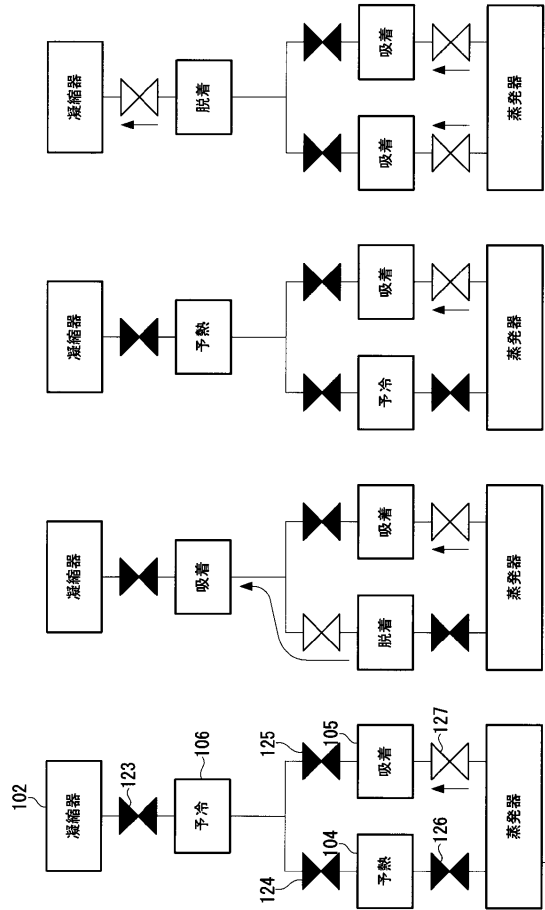 102
凝縮器
123
106
予冷
124
125
104
105
予熱
吸着
126
127
蒸発器
凝縮器
吸着
脱着
吸着
蒸発器
凝縮器
予熱
予冷
吸着
蒸発器
凝縮器
脱着
吸着
吸着
蒸発器